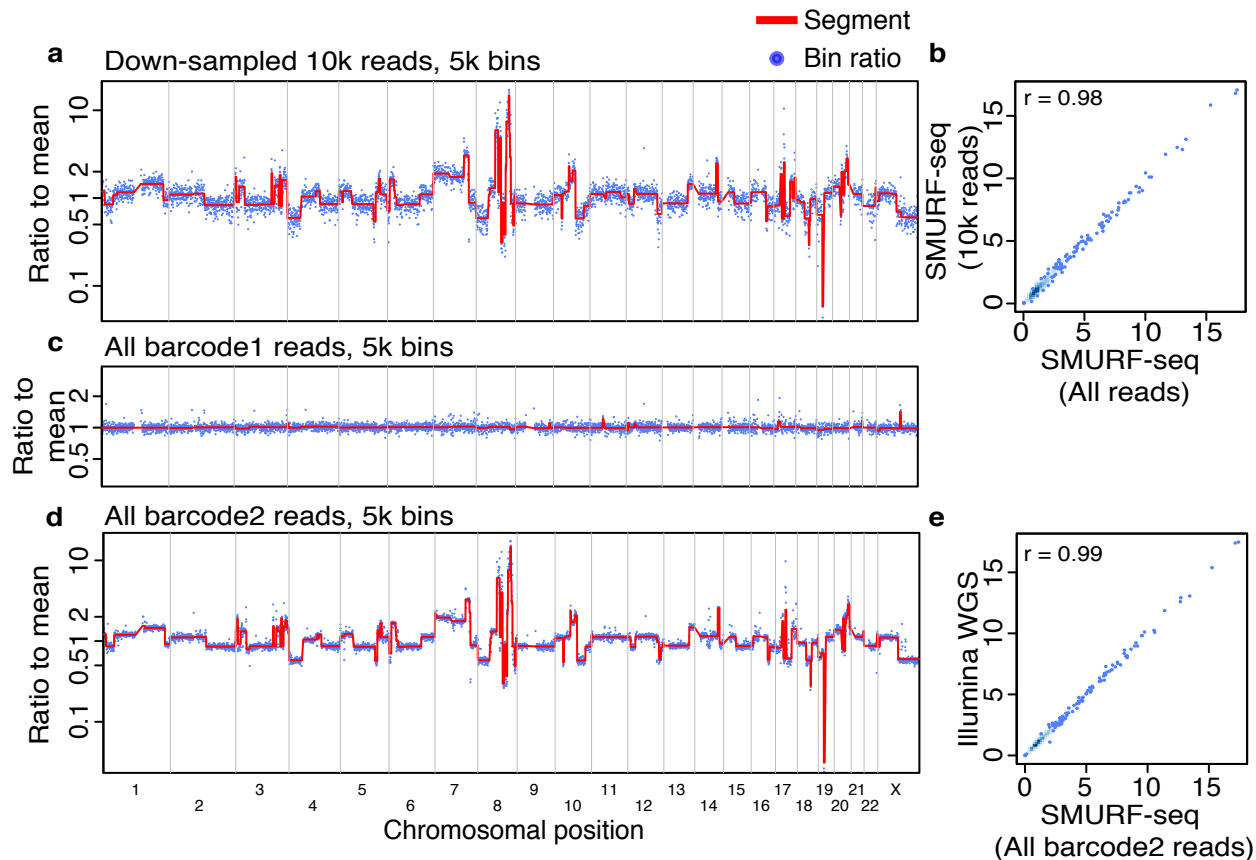 Segment
Bin ratio
a
Down-sampled 10k reads, 5k bins
Ratio to mean
10
2
1
0.5
0.1
b
r = 0.98
SMURF-seq
(10k reads)
15
10
5
0
0 5 10 15
SMURF-seq
(All reads)
c
All barcode1 reads, 5k bins
Ratio to
mean
2
1
0.5
d
All barcode2 reads, 5k bins
Ratio to mean
10
2
1
0.5
0.1
1 3 5 7 9 11 13 15 17 19 21 X
2 4 6 8 10 12 14 16 18 20 22
Chromosomal position
e
r = 0.99
Illumina WGS
15
10
5
0
0 5 10 15
SMURF-seq
(All barcode2 reads)